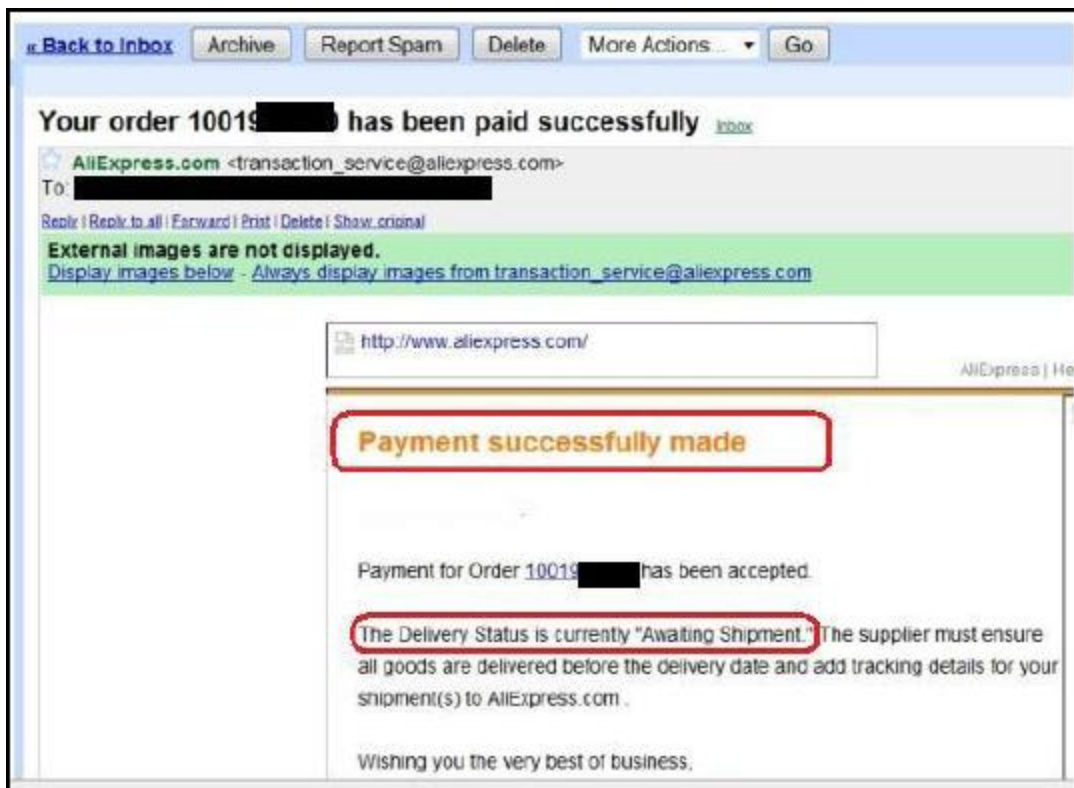 « Back to Inbox Archive Report Spam Delete More Actions... Go
Your order 10019 0 has been paid successfully Inbox
AliExpress.com <transaction_service@aliexpress.com>
To:
Reply | Reply to all | Forward | Print | Delete | Show original
External images are not displayed.
Display images below - Always display images from transaction_service@aliexpress.com
http://www.aliexpress.com/
AliExpress | He
Payment successfully made
Payment for Order 10019 has been accepted.
The Delivery Status is currently "Awaiting Shipment." The supplier must ensure
all goods are delivered before the delivery date and add tracking details for your
shipment(s) to AliExpress.com .
Wishing you the very best of business,